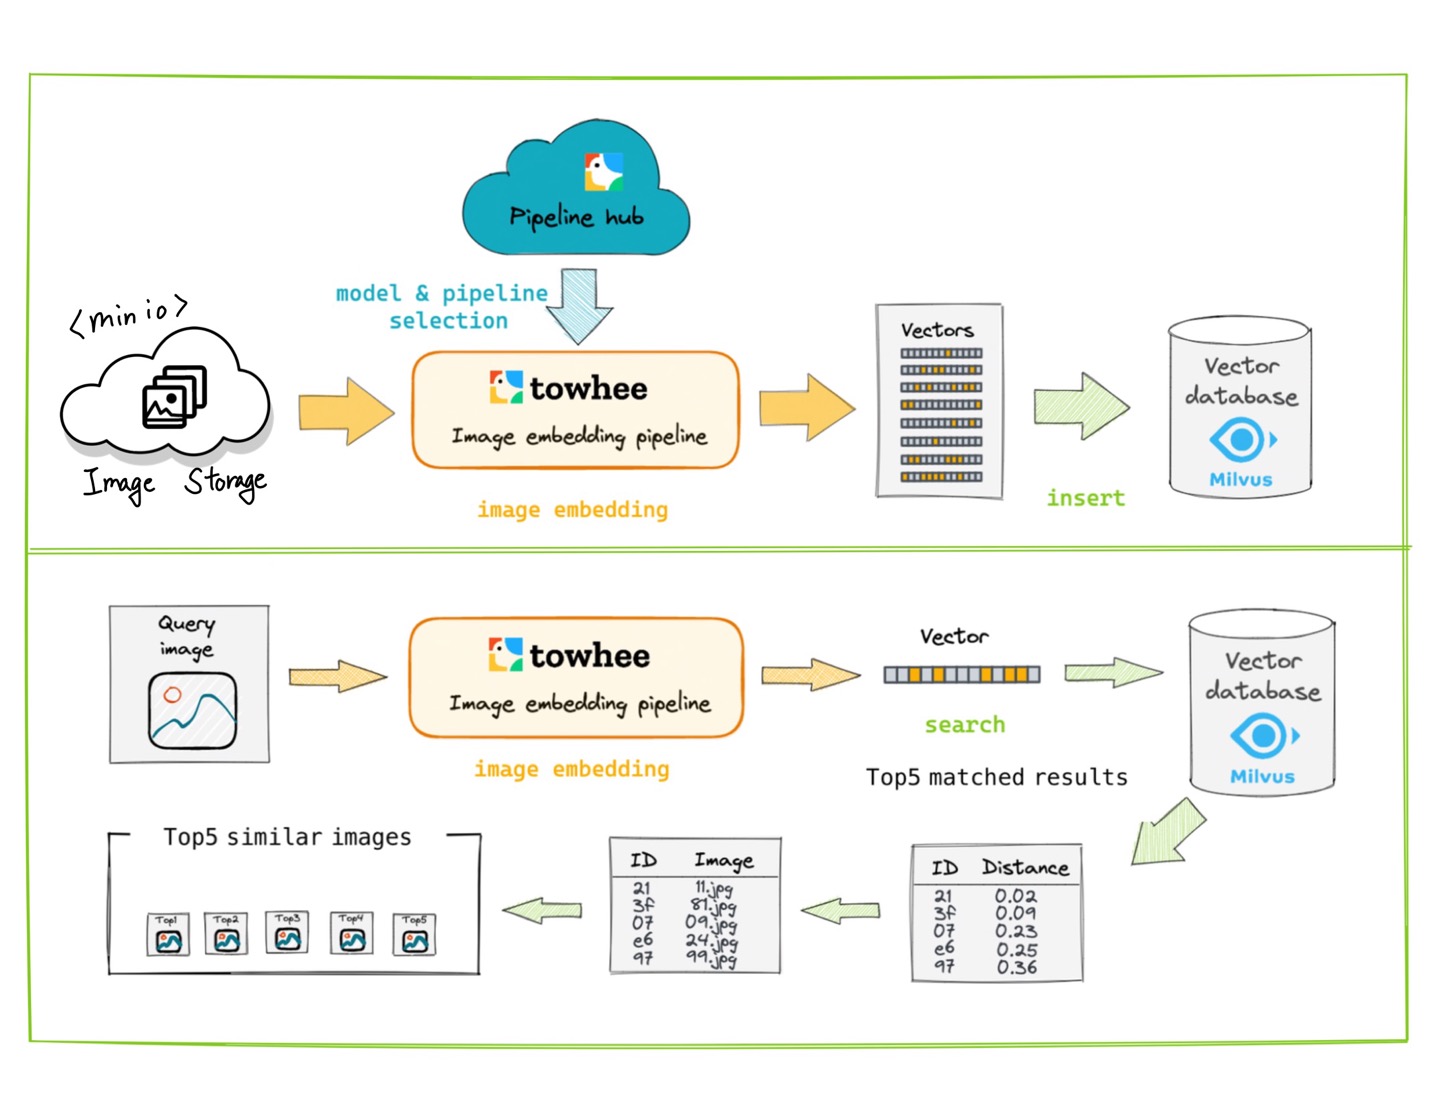 Pipeline hub
model & pipeline
selection
<min io>
Image Storage
towhee
Image embedding pipeline
image embedding
Vectors
insert
Vector
database
Milvus
Query
image
towhee
Image embedding pipeline
image embedding
Vector
search
Top5 matched results
Vector
database
Milvus
ID Distance
21 0.02
3f 0.09
07 0.23
e6 0.25
97 0.36
ID Image
21 11.jpg
3f 81.jpg
07 09.jpg
e6 24.jpg
97 99.jpg
Top5 similar images
Top1 Top2 Top3 Top4 Top5